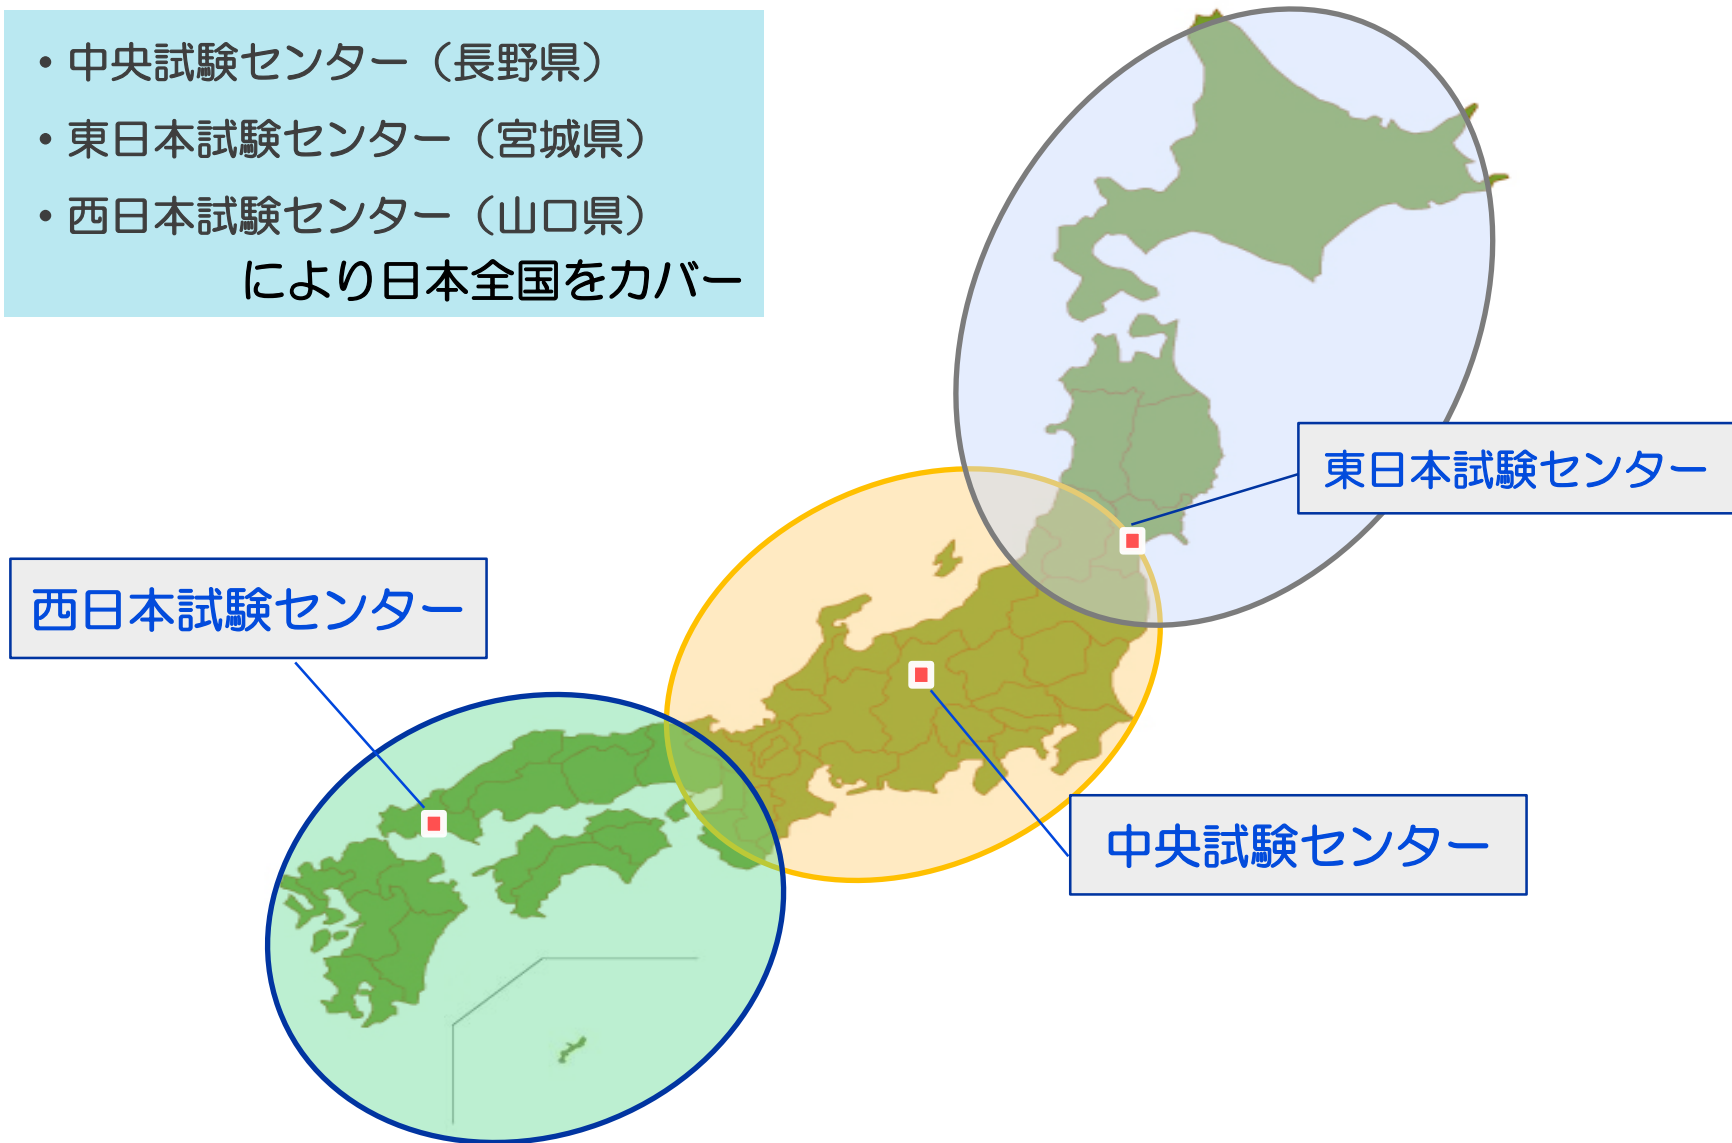 • 中央試験センター（長野県）
• 東日本試験センター（宮城県）
• 西日本試験センター（山口県）
により日本全国をカバー
東日本試験センター
西日本試験センター
中央試験センター